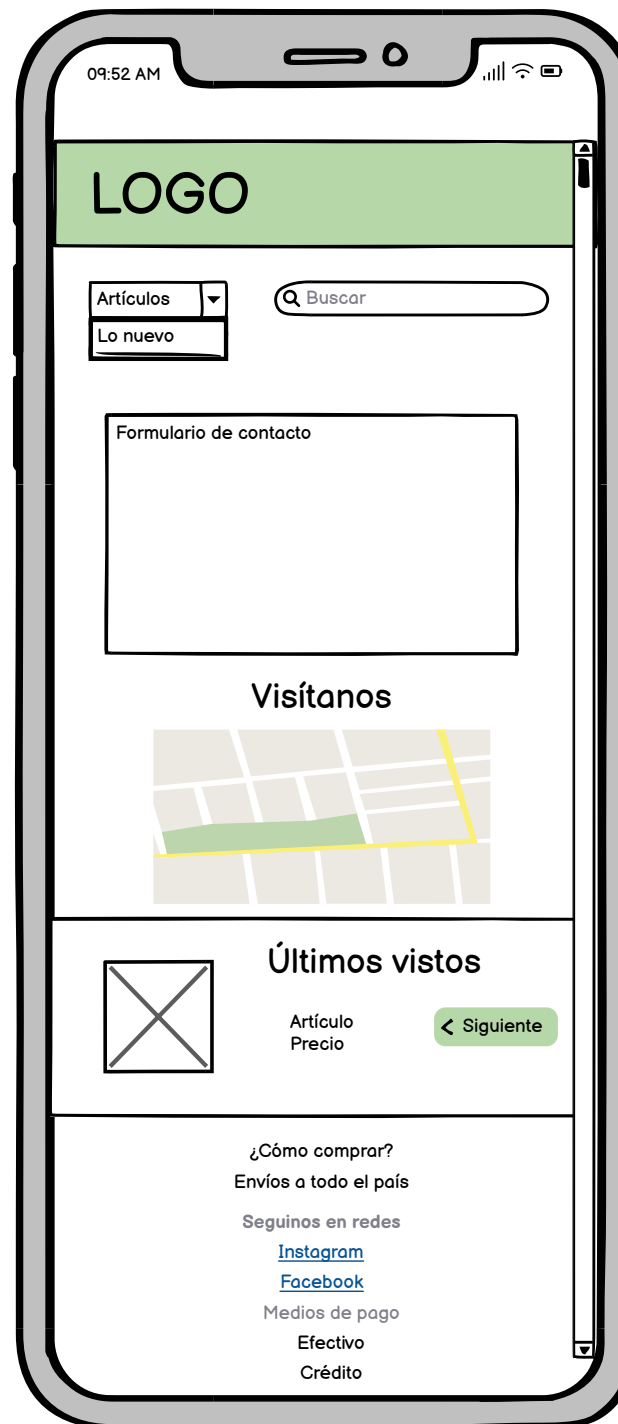 09:52 AM
LOGO
Artículos
Buscar
Lo nuevo
Formulario de contacto
Visítanos
Últimos vistos
Artículo
Precio
Siguiente
¿Cómo comprar?
Envíos a todo el país
Seguinos en redes
Instagram
Facebook
Medios de pago
Efectivo
Crédito